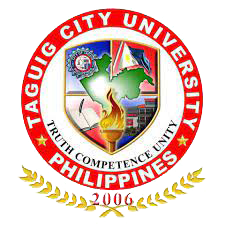 TAGUIG CITY UNIVERSITY
TRUTH COMPETENCE UNITY
PHILIPPINES
2006